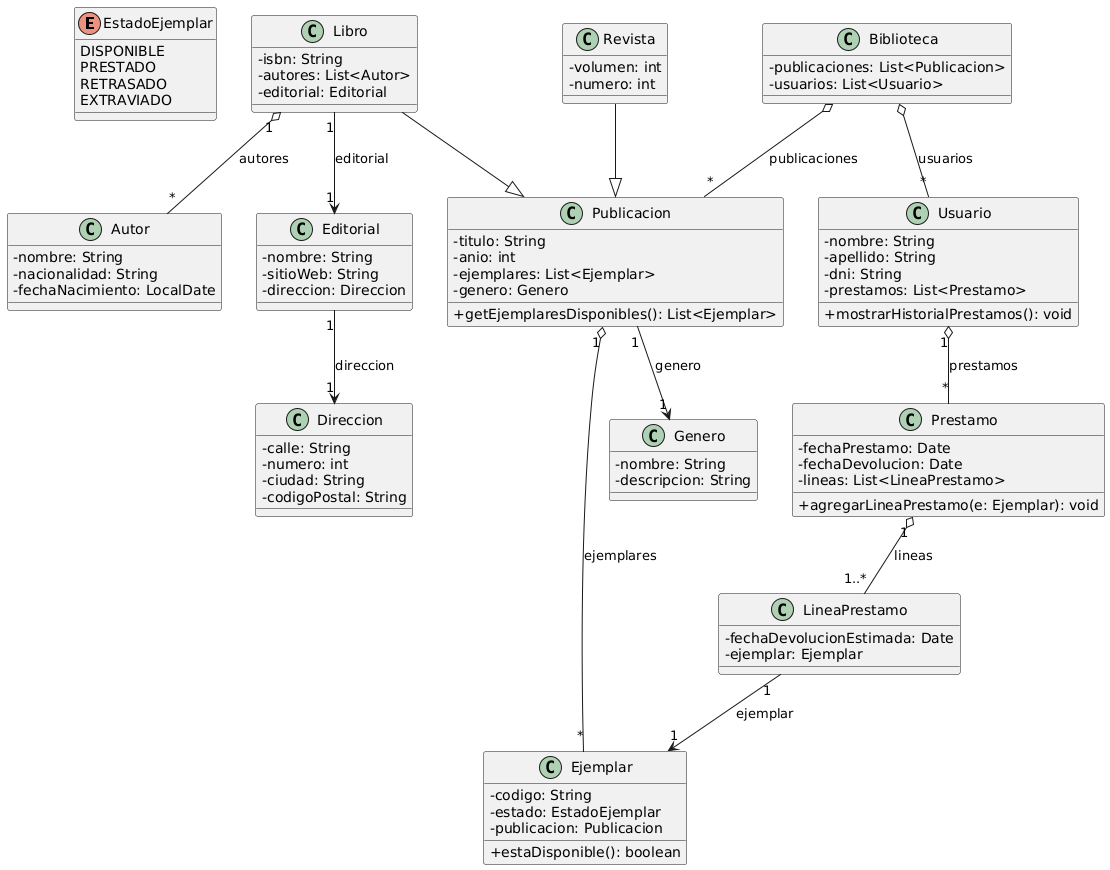 E EstadoEjemplar
DISPONIBLE
PRESTADO
RETRASADO
EXTRAVIADO
C Libro
-isbn: String
-autores: List<Autor>
-editorial: Editorial
C Revista
-volumen: int
-numero: int
C Biblioteca
-publicaciones: List<Publicacion>
-usuarios: List<Usuario>
1
autores
*
1
editorial
1
publicaciones
*
usuarios
*
C Autor
-nombre: String
-nacionalidad: String
-fechaNacimiento: LocalDate
C Editorial
-nombre: String
-sitioWeb: String
-direccion: Direccion
C Publicacion
-titulo: String
-anio: int
-ejemplares: List<Ejemplar>
-genero: Genero
+getEjemplaresDisponibles(): List<Ejemplar>
C Usuario
-nombre: String
-apellido: String
-dni: String
-prestamos: List<Prestamo>
+mostrarHistorialPrestamos(): void
1
direccion
1
1
ejemplares
*
1
genero
1
1
prestamos
*
C Direccion
-calle: String
-numero: int
-ciudad: String
-codigoPostal: String
C Genero
-nombre: String
-descripcion: String
C Prestamo
-fechaPrestamo: Date
-fechaDevolucion: Date
-lineas: List<LineaPrestamo>
+agregarLineaPrestamo(e: Ejemplar): void
1
lineas
1..*
C LineaPrestamo
-fechaDevolucionEstimada: Date
-ejemplar: Ejemplar
1
ejemplar
1
C Ejemplar
-codigo: String
-estado: EstadoEjemplar
-publicacion: Publicacion
+estaDisponible(): boolean